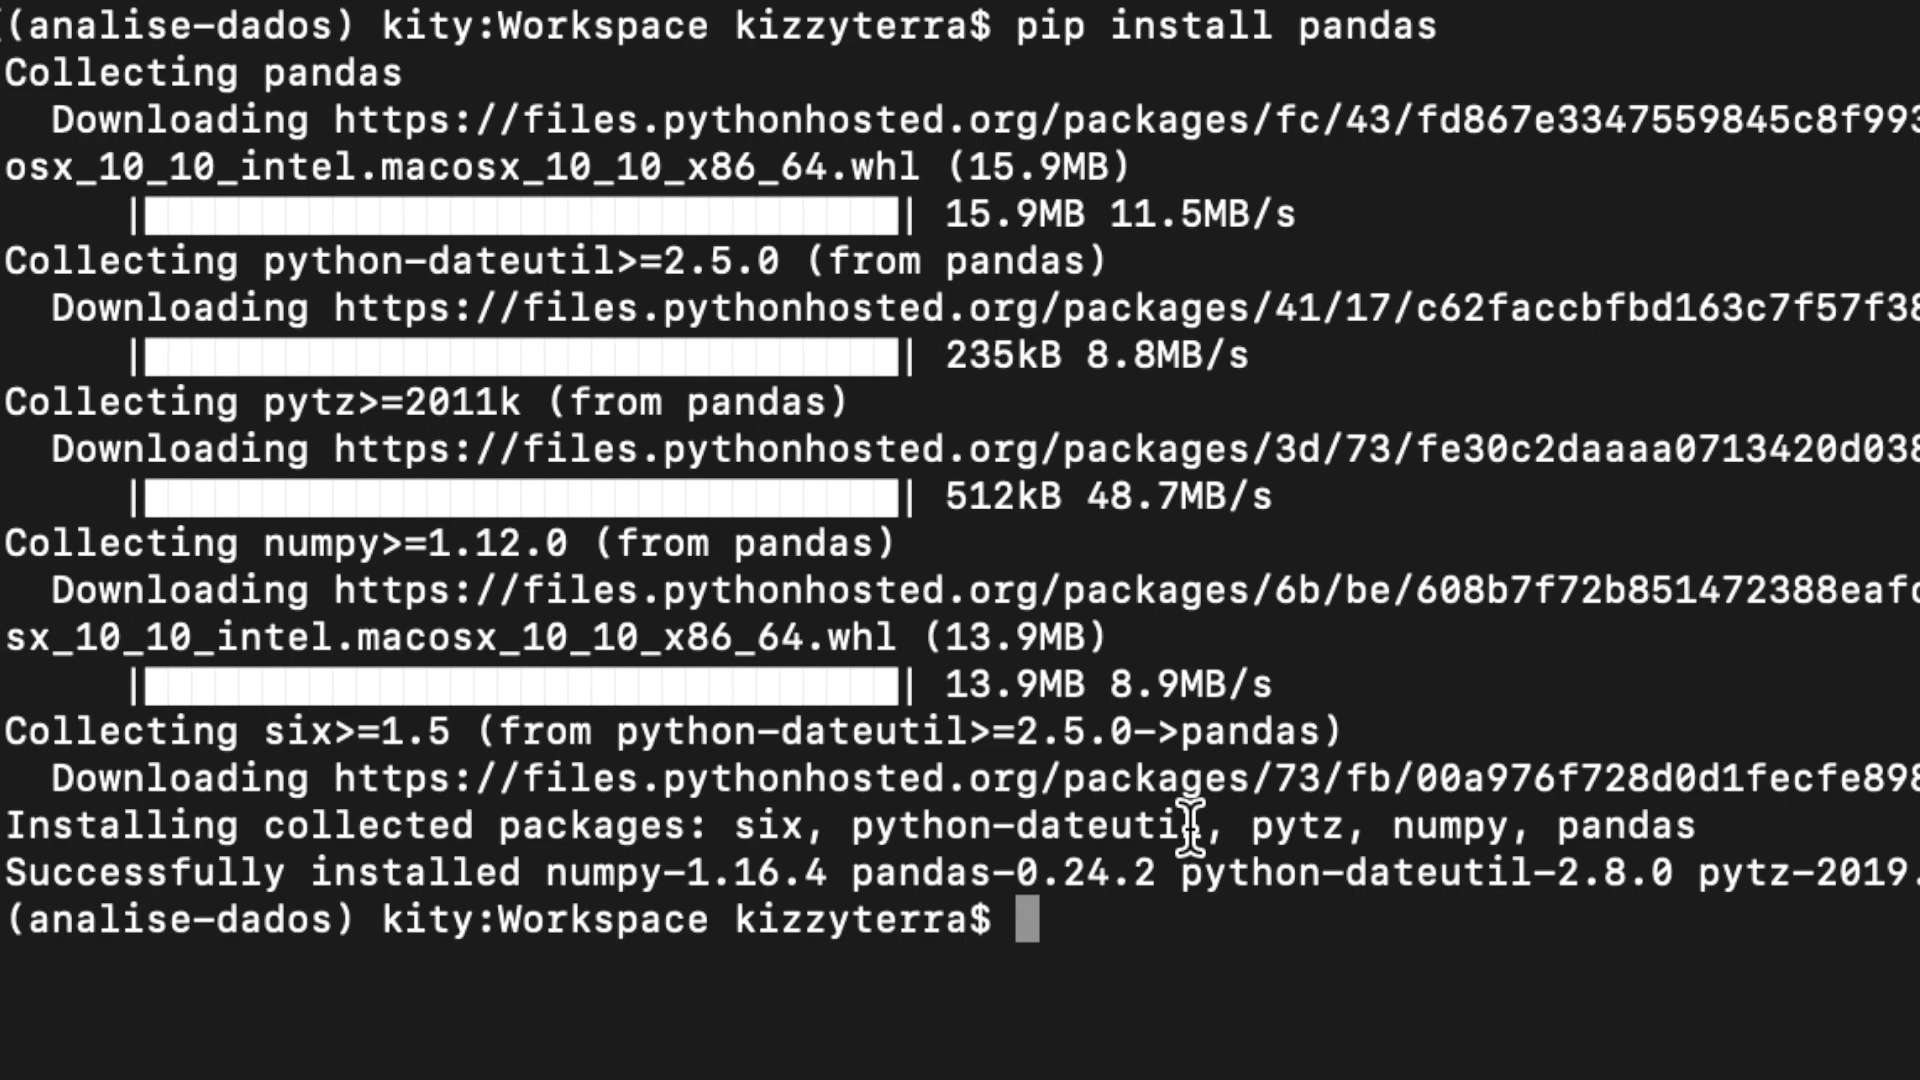 (analise-dados) kity:Workspace kizzyterra$ pip install pandas
Collecting pandas
Downloading https://files.pythonhosted.org/packages/fc/43/fd867e3347559845c8f993
osx_10_10_intel.macosx_10_10_x86_64.whl (15.9MB)
15.9MB 11.5MB/s
Collecting python-dateutil>=2.5.0 (from pandas)
Downloading https://files.pythonhosted.org/packages/41/17/c62faccbfbd163c7f57f38
235kB 8.8MB/s
Collecting pytz>=2011k (from pandas)
Downloading https://files.pythonhosted.org/packages/3d/73/fe30c2daaaa0713420d038
512kB 48.7MB/s
Collecting numpy>=1.12.0 (from pandas)
Downloading https://files.pythonhosted.org/packages/6b/be/608b7f72b851472388eafc
sx_10_10_intel.macosx_10_10_x86_64.whl (13.9MB)
13.9MB 8.9MB/s
Collecting six>=1.5 (from python-dateutil>=2.5.0->pandas)
Downloading https://files.pythonhosted.org/packages/73/fb/00a976f728d0d1fecfe898
Installing collected packages: six, python-dateutil, pytz, numpy, pandas
Successfully installed numpy-1.16.4 pandas-0.24.2 python-dateutil-2.8.0 pytz-2019.
(analise-dados) kity:Workspace kizzyterra$